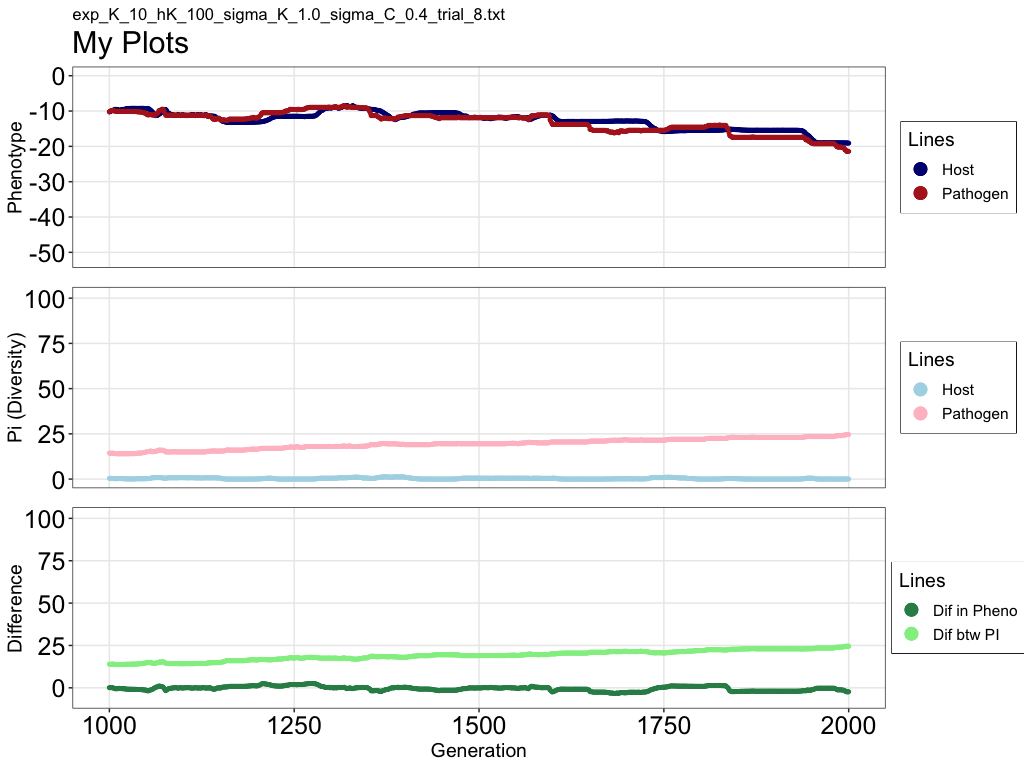 exp_K_10_hK_100_sigma_K_1.0_sigma_C_0.4_trial_8.txt
My Plots
Phenotype
0
-10
-20
-30
-40
-50
Lines
Host
Pathogen
Pi (Diversity)
100
75
50
25
0
Lines
Host
Pathogen
Difference
100
75
50
25
0
Lines
Dif in Pheno
Dif btw PI
1000 1250 1500 1750 2000
Generation